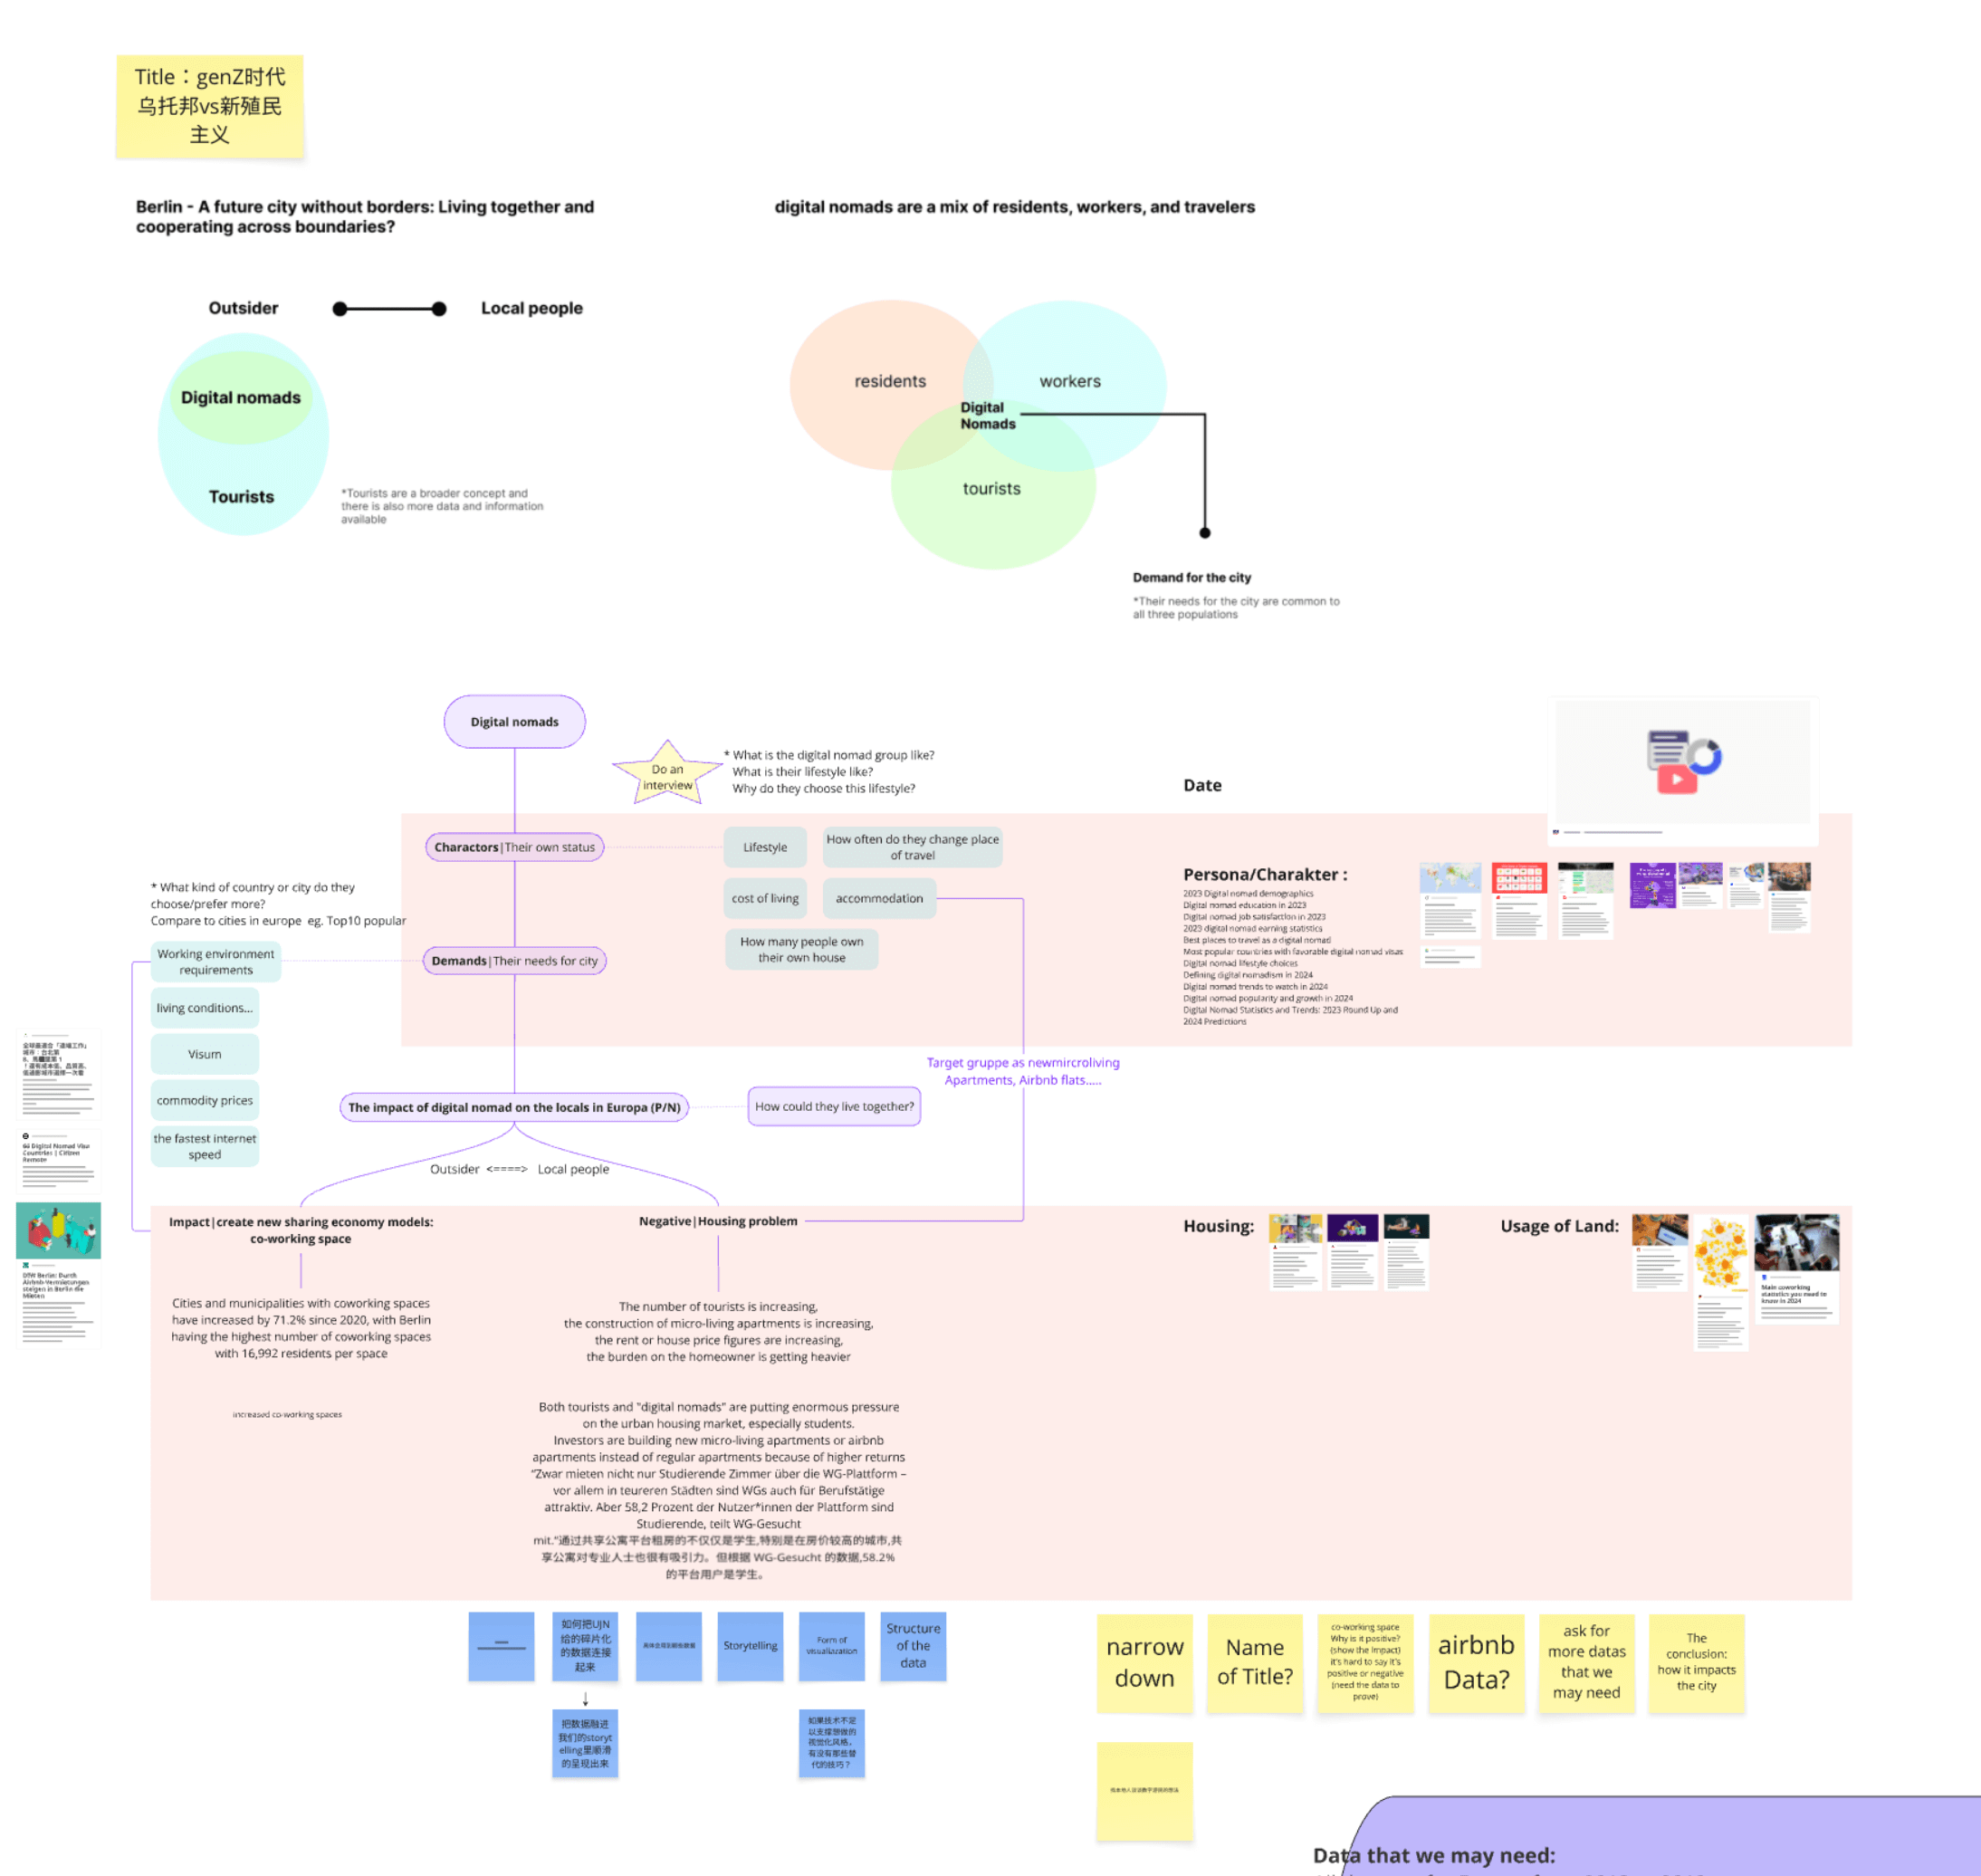 Title：genZ时代
乌托邦vs新殖民
主义
Berlin - A future city without borders: Living together and
cooperating across boundaries?
digital nomads are a mix of residents, workers, and travelers
Outsider
Local people
Digital nomads
Tourists
*Tourists are a broader concept and
there is also more data and information
available
residents
workers
Digital
Nomads
tourists
Demand for the city
*Their needs for the city are common to
all three populations
Digital nomads
Do an
interview
* What is the digital nomad group like?
What is their lifestyle like?
Why do they choose this lifestyle?
Date
Charactors|Their own status
Lifestyle
How often do they change place
of travel
cost of living
accommodation
How many people own
their own house
* What kind of country or city do they
choose/prefer more?
Compare to cities in europe eg. Top10 popular
Working environment
requirements
Demands|Their needs for city
living conditions...
Visum
commodity prices
the fastest internet
speed
Persona/Charakter :
2023 Digital nomad demographics
Digital nomad education in 2023
Digital nomad job satisfaction in 2023
2023 digital nomad earning statistics
Best places to travel as a digital nomad
Most popular countries with favorable digital nomad visas
Digital nomad lifestyle choices
Defining digital nomadism in 2024
Digital nomad trends to watch in 2024
Digital nomad popularity and growth in 2024
Digital Nomad Statistics and Trends: 2023 Round Up and
2024 Predictions
Target gruppe as newmircroliving
Apartments, Airbnb flats.....
The impact of digital nomad on the locals in Europa (P/N)
How could they live together?
Outsider <====> Local people
Digital Nomad Visa
Countries | Citizen
Remote
DIW Berlin: Durch
Airbnb-Vermietungen
steigen in Berlin die
Mieten
Impact|create new sharing economy models:
co-working space
Negative|Housing problem
Housing:
Usage of Land:
Main coworking
statistics you need to
know in 2024
Cities and municipalities with coworking spaces
have increased by 71.2% since 2020, with Berlin
having the highest number of coworking spaces
with 16,992 residents per space
increased co-working spaces
The number of tourists is increasing,
the construction of micro-living apartments is increasing,
the rent or house price figures are increasing,
the burden on the homeowner is getting heavier
Both tourists and "digital nomads" are putting enormous pressure
on the urban housing market, especially students.
Investors are building new micro-living apartments or airbnb
apartments instead of regular apartments because of higher returns
"Zwar mieten nicht nur Studierende Zimmer über die WG-Plattform –
vor allem in teureren Städten sind WGs auch für Berufstätige
attraktiv. Aber 58,2 Prozent der Nutzer*innen der Plattform sind
Studierende, teilt WG-Gesucht
mit."通过共享公寓平台租房的不仅仅是学生,特别是在房价较高的城市,共
享公寓对专业人士也很有吸引力。但根据 WG-Gesucht 的数据,58.2%
的平台用户是学生。
如何把UJN
给的碎片化
的数据连接
起来
Storytelling
Form of
visualization
Structure
of the
data
把数据融进
我们的storyt
elling里顺滑
的呈现出来
如果技术不足
以支撑想做的
视觉化风格，
有没有那些替
代的技巧？
narrow
down
Name
of Title?
co-working space
Why is it positive?
(show the Impact)
it's hard to say it's
positive or negative
(need the data to
prove)
airbnb
Data?
ask for
more datas
that we
may need
The
conclusion:
how it impacts
the city
Data that we may need: